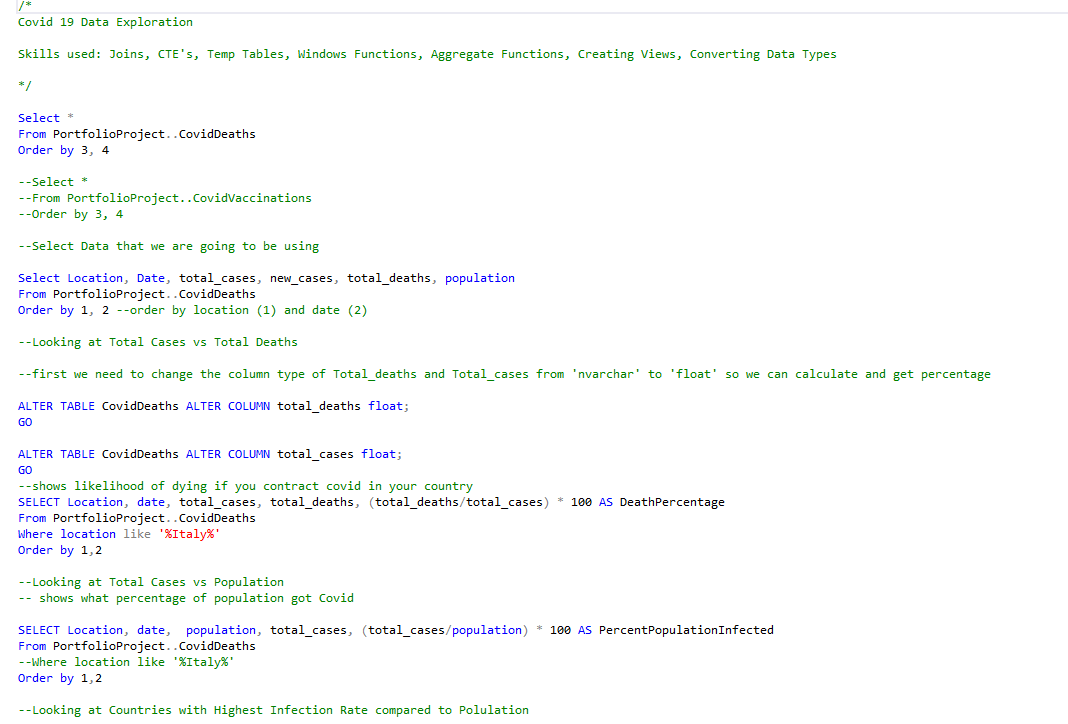 /*
Covid 19 Data Exploration
Skills used: Joins, CTE's, Temp Tables, Windows Functions, Aggregate Functions, Creating Views, Converting Data Types
*/
Select *
From PortfolioProject..CovidDeaths
Order by 3, 4
--Select *
--From PortfolioProject..CovidVaccinations
--Order by 3, 4
--Select Data that we are going to be using
Select Location, Date, total_cases, new_cases, total_deaths, population
From PortfolioProject..CovidDeaths
Order by 1, 2 --order by location (1) and date (2)
--Looking at Total Cases vs Total Deaths
--first we need to change the column type of Total_deaths and Total_cases from 'nvarchar' to 'float' so we can calculate and get percentage
ALTER TABLE CovidDeaths ALTER COLUMN total_deaths float;
GO
ALTER TABLE CovidDeaths ALTER COLUMN total_cases float;
GO
--shows likelihood of dying if you contract covid in your country
SELECT Location, date, total_cases, total_deaths, (total_deaths/total_cases) * 100 AS DeathPercentage
From PortfolioProject..CovidDeaths
Where location like '%Italy%'
Order by 1,2
--Looking at Total Cases vs Population
-- shows what percentage of population got Covid
SELECT Location, date,  population, total_cases, (total_cases/population) * 100 AS PercentPopulationInfected
From PortfolioProject..CovidDeaths
--Where location like '%Italy%'
Order by 1,2
--Looking at Countries with Highest Infection Rate compared to Polulation